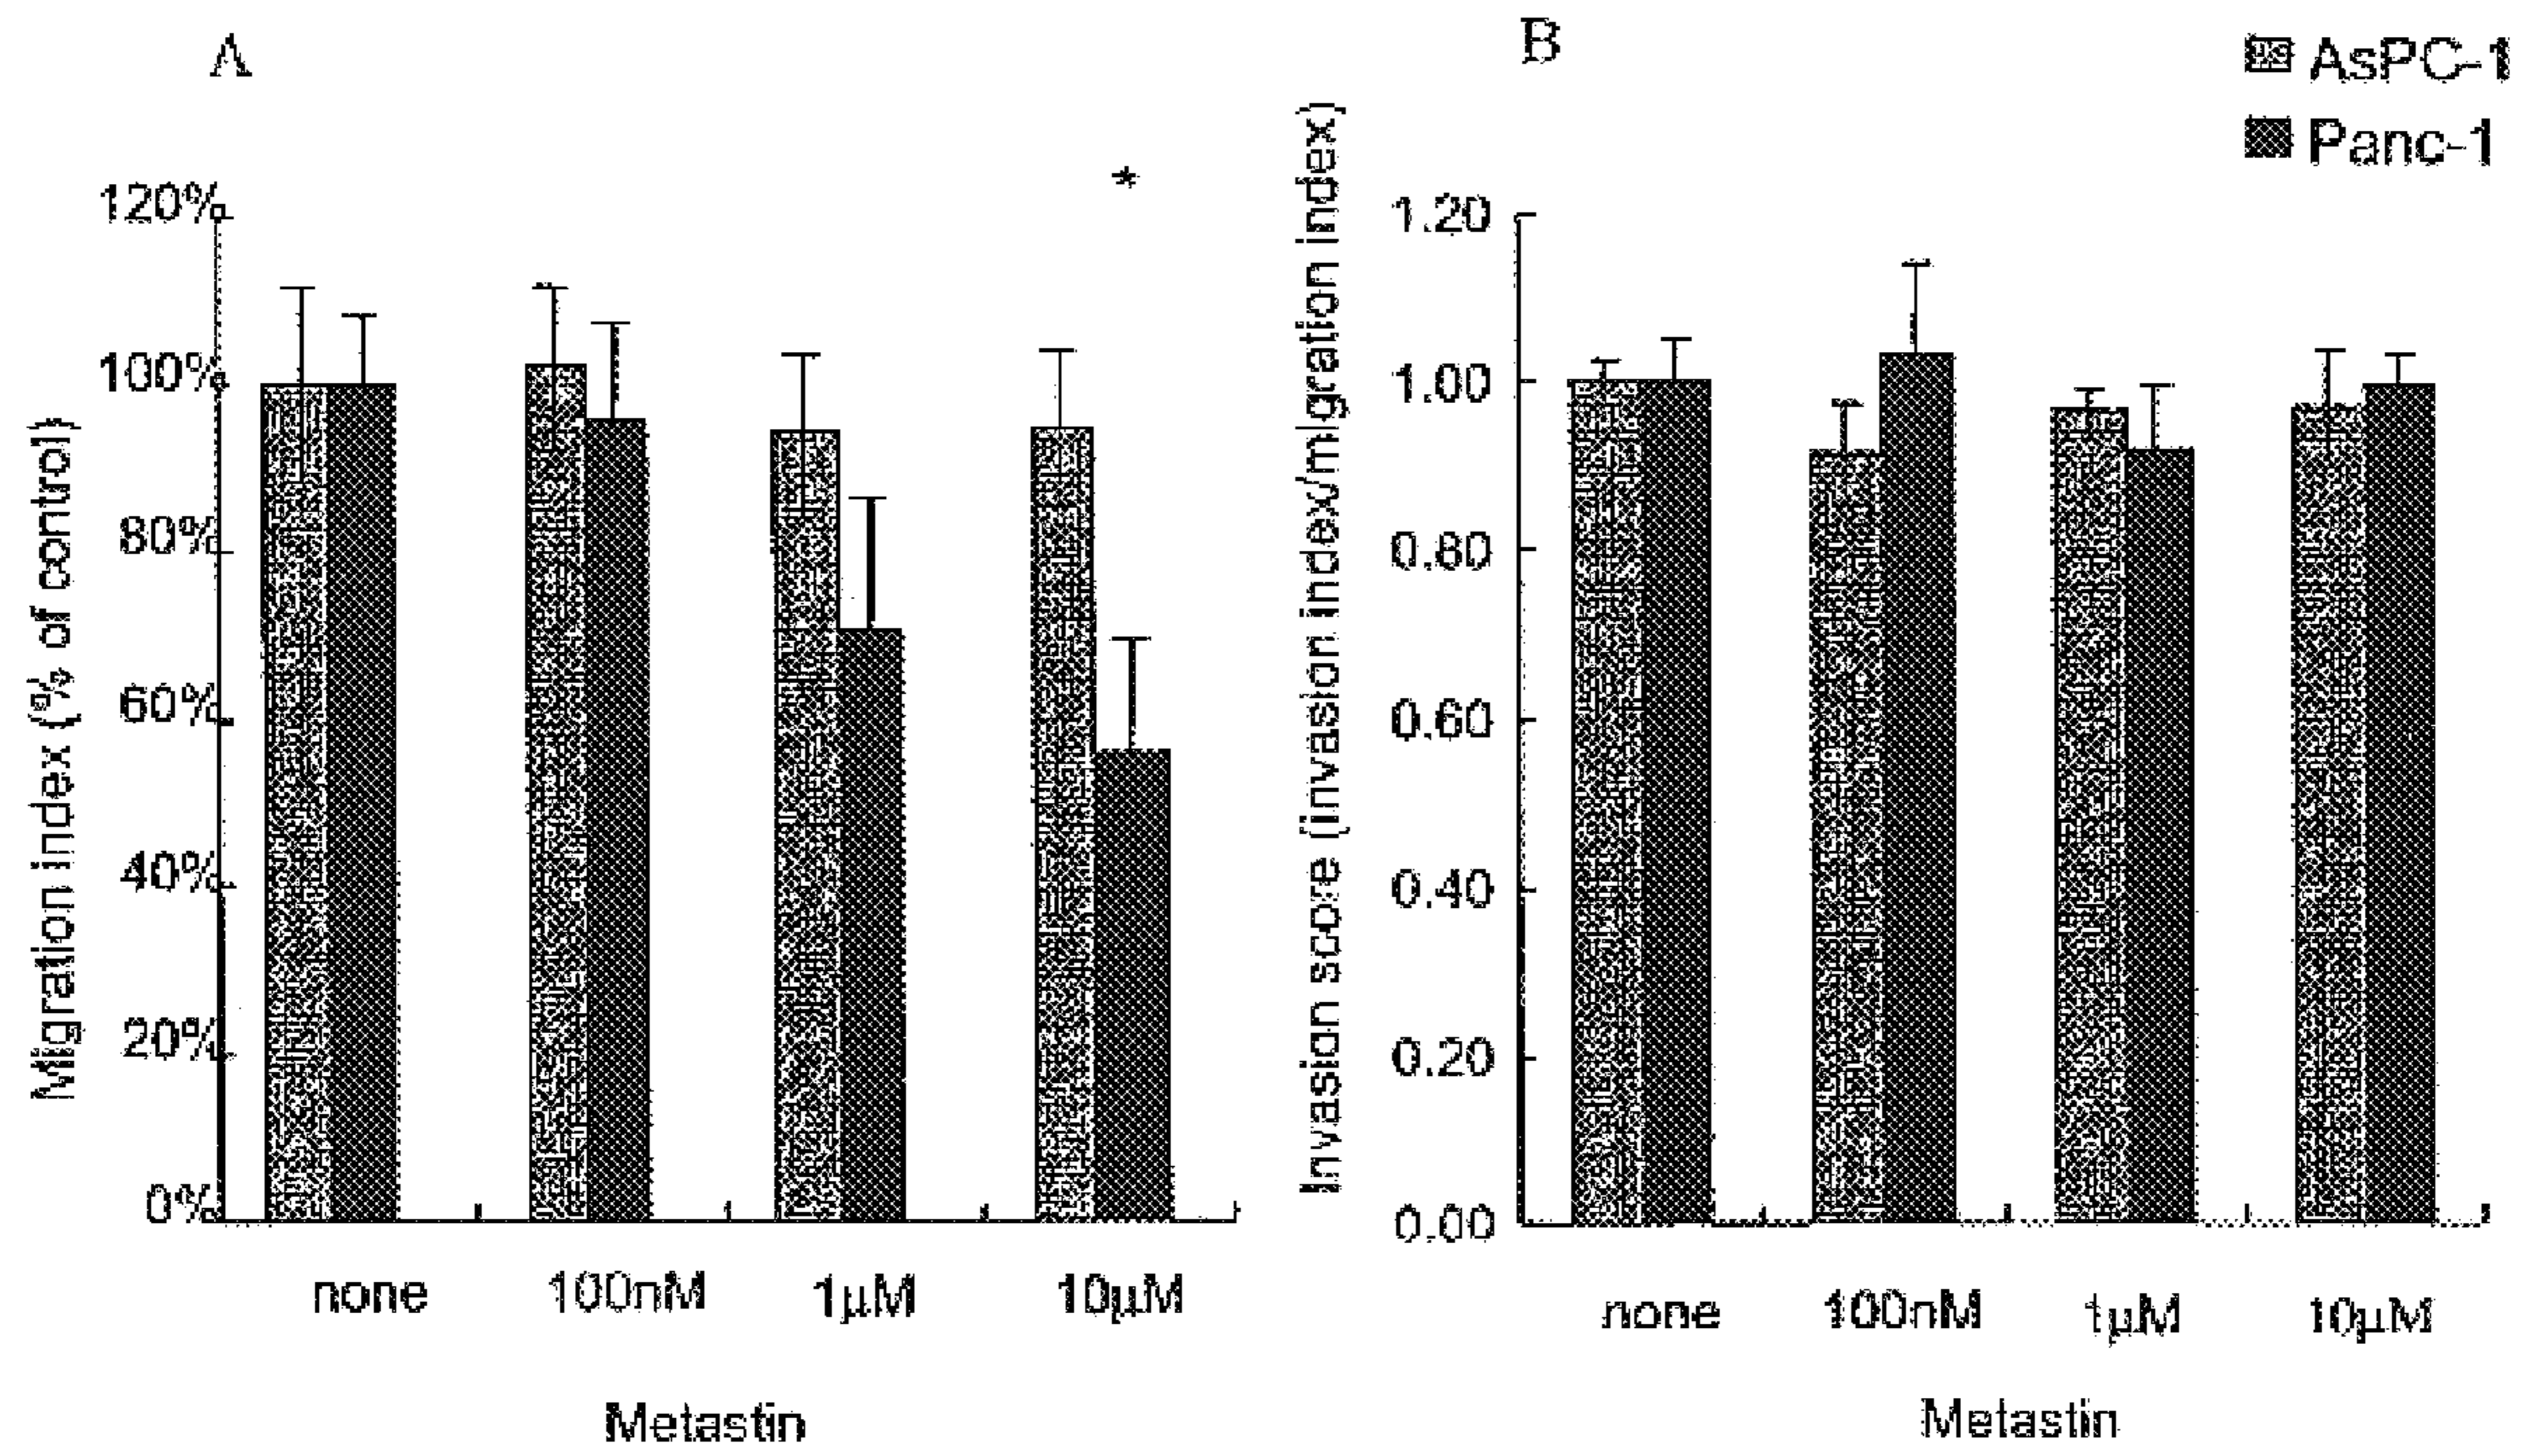 A
*
120%
100%
80%
60%
40%
20%
0%
Migration index (% of control)
none 100nM 1µM 10µM
Metastin
B
AsPC-1
Panc-1
1.20
1.00
0.80
0.60
0.40
0.20
0.00
Invasion score (invasion index/migration index)
none 100nM 1µM 10µM
Metastin